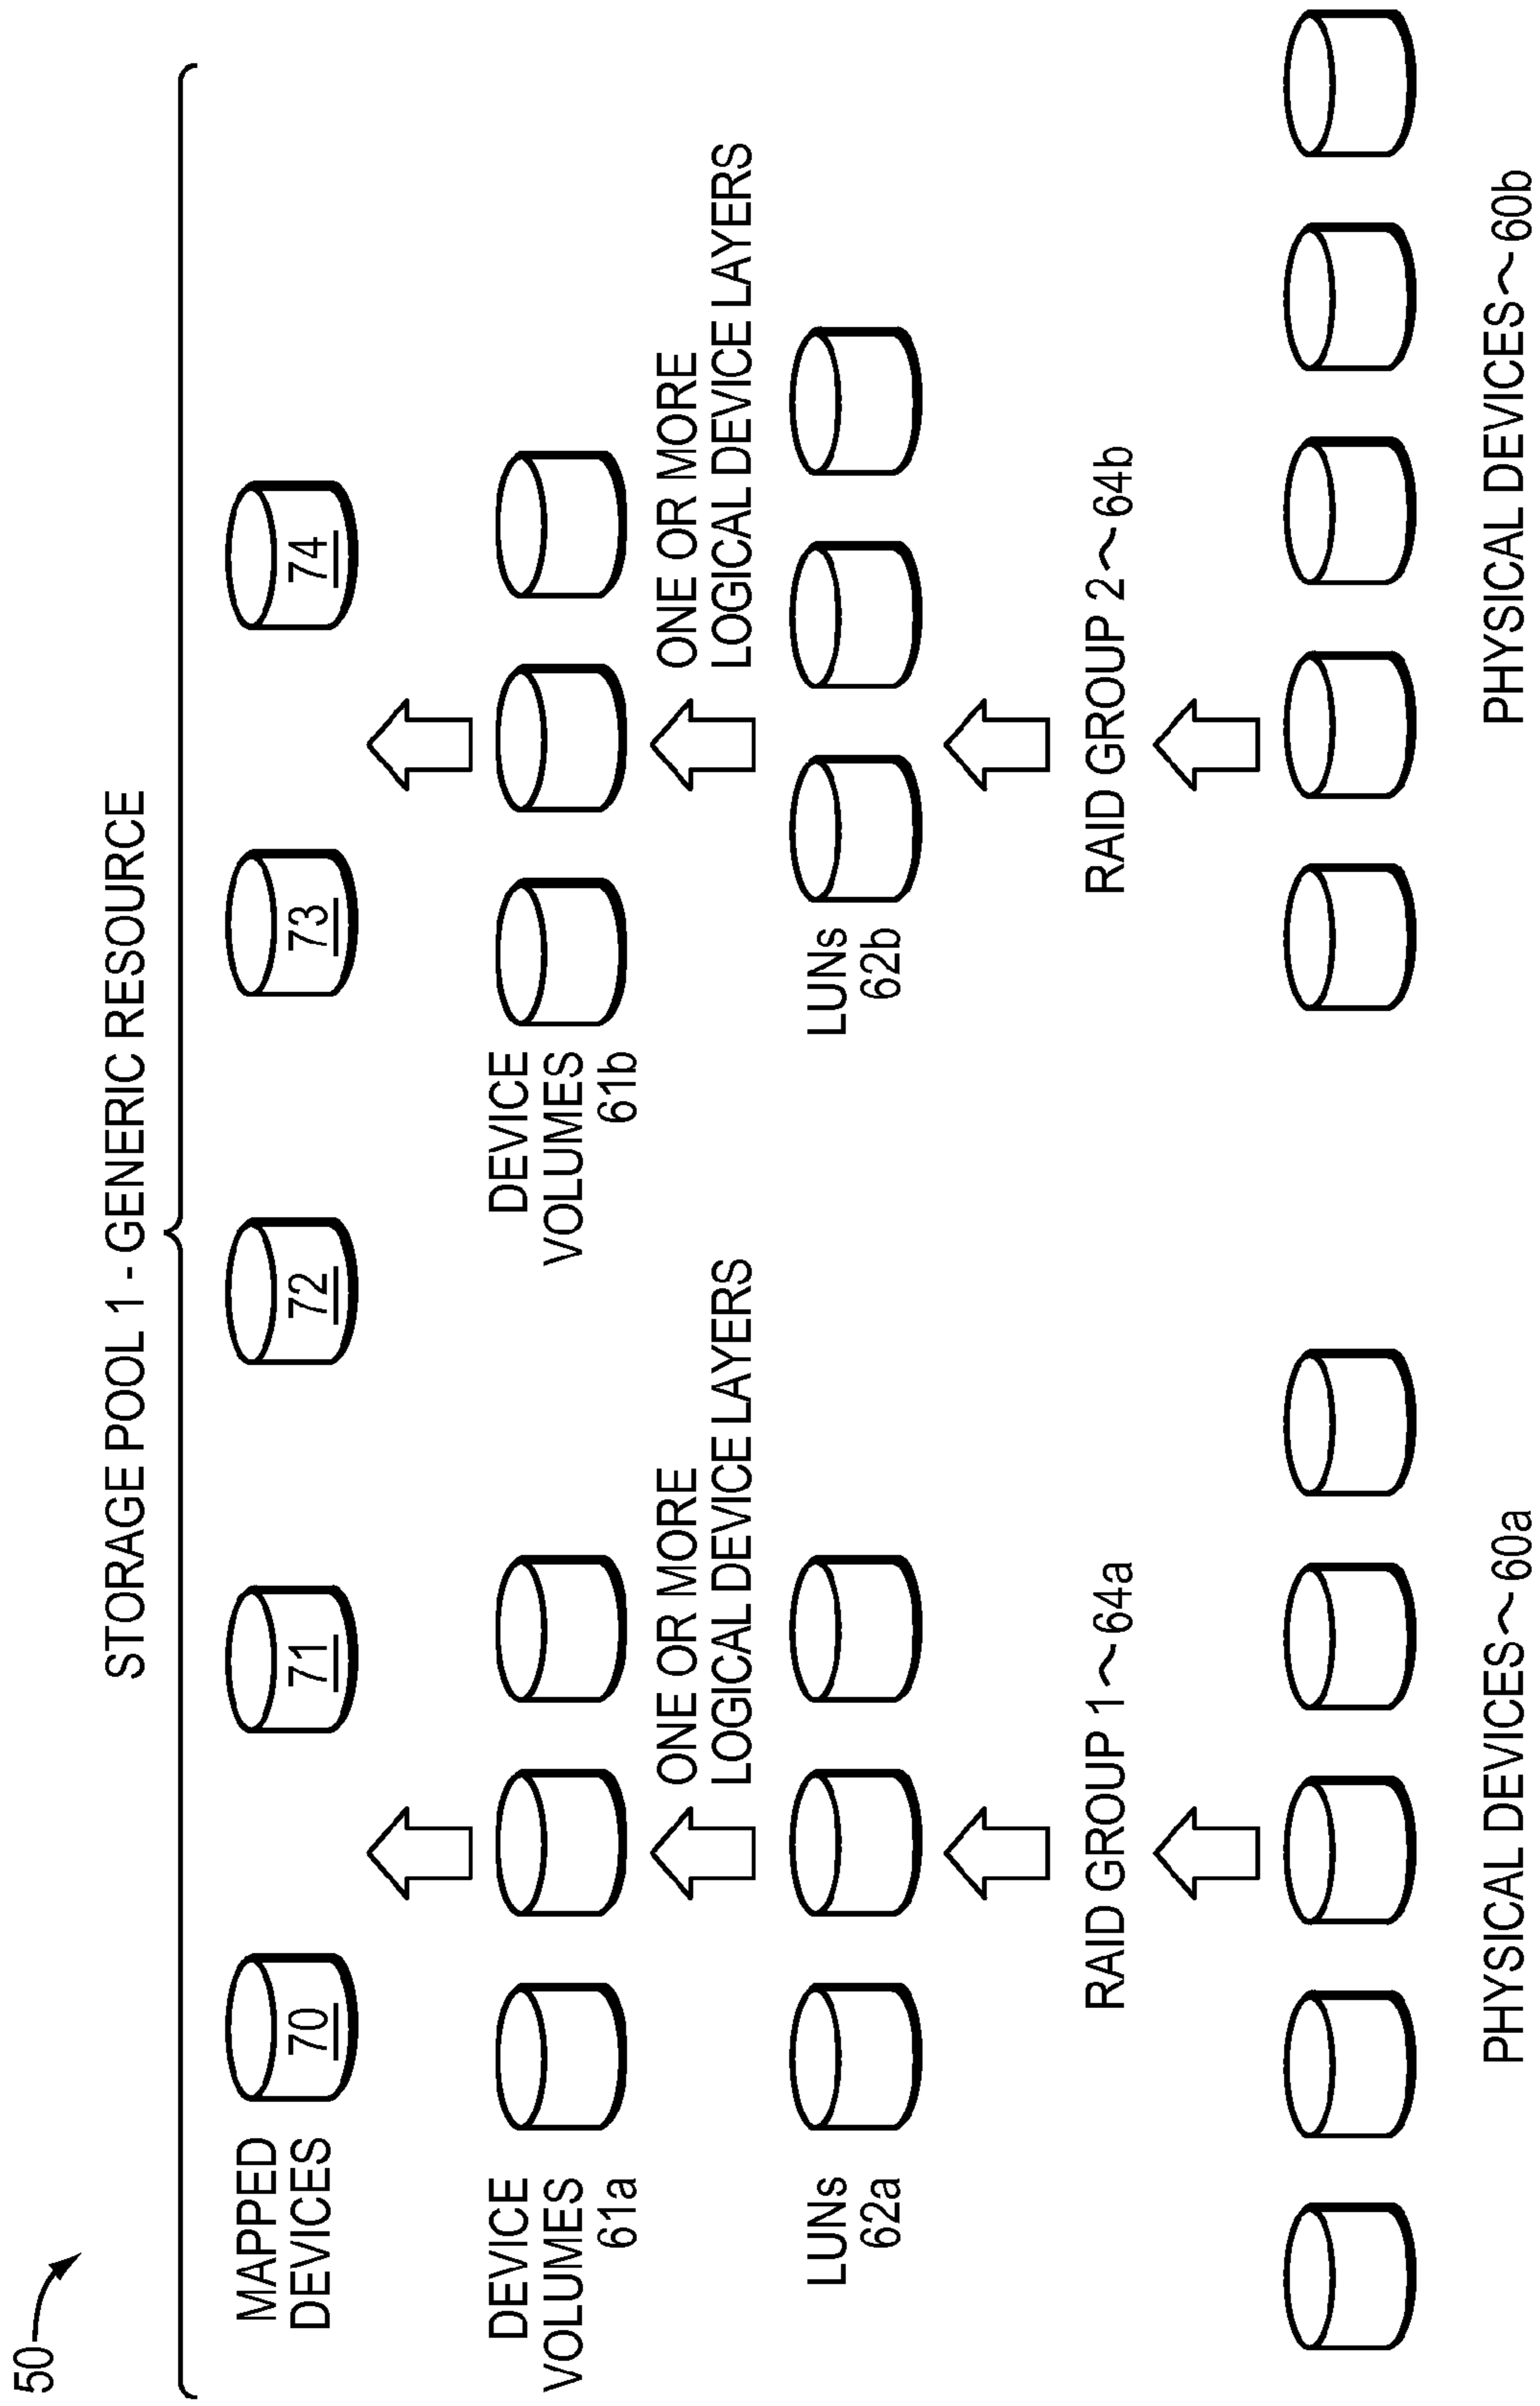 50
STORAGE POOL 1 - GENERIC RESOURCE
MAPPED
DEVICES
70
71
72
73
74
DEVICE
VOLUMES
61a
DEVICE
VOLUMES
61b
ONE OR MORE
LOGICAL DEVICE LAYERS
ONE OR MORE
LOGICAL DEVICE LAYERS
LUNs
62a
LUNs
62b
RAID GROUP 1~64a
RAID GROUP 2~64b
PHYSICAL DEVICES~60a
PHYSICAL DEVICES~60b